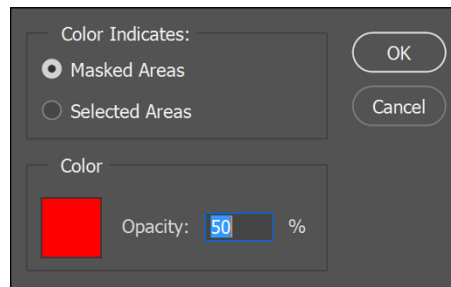 Color Indicates:
Masked Areas
Selected Areas
OK
Cancel
Color
Opacity: 50 %